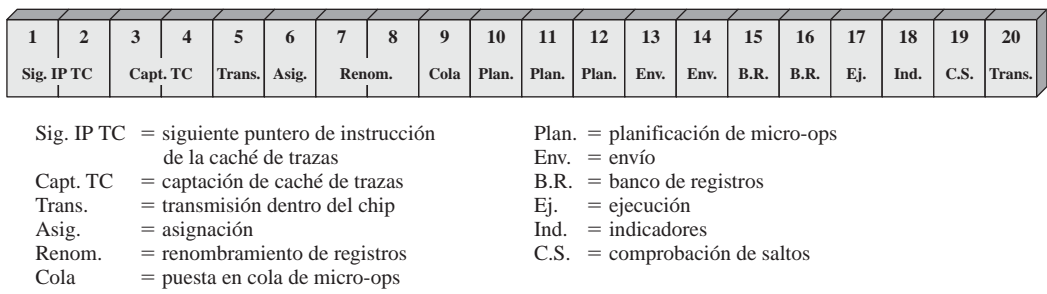 1 2 3 4 5 6 7 8 9 10 11 12 13 14 15 16 17 18 19 20
Sig. IP TC Capt. TC Trans. Asig. Renom. Cola Plan. Plan. Plan. Env. Env. B.R. B.R. Ej. Ind. C.S. Trans.
Sig. IP TC = siguiente puntero de instrucción
de la caché de trazas
Capt. TC = captación de caché de trazas
Trans. = transmisión dentro del chip
Asig. = asignación
Renom. = renombramiento de registros
Cola = puesta en cola de micro-ops
Plan. = planificación de micro-ops
Env. = envío
B.R. = banco de registros
Ej. = ejecución
Ind. = indicadores
C.S. = comprobación de saltos